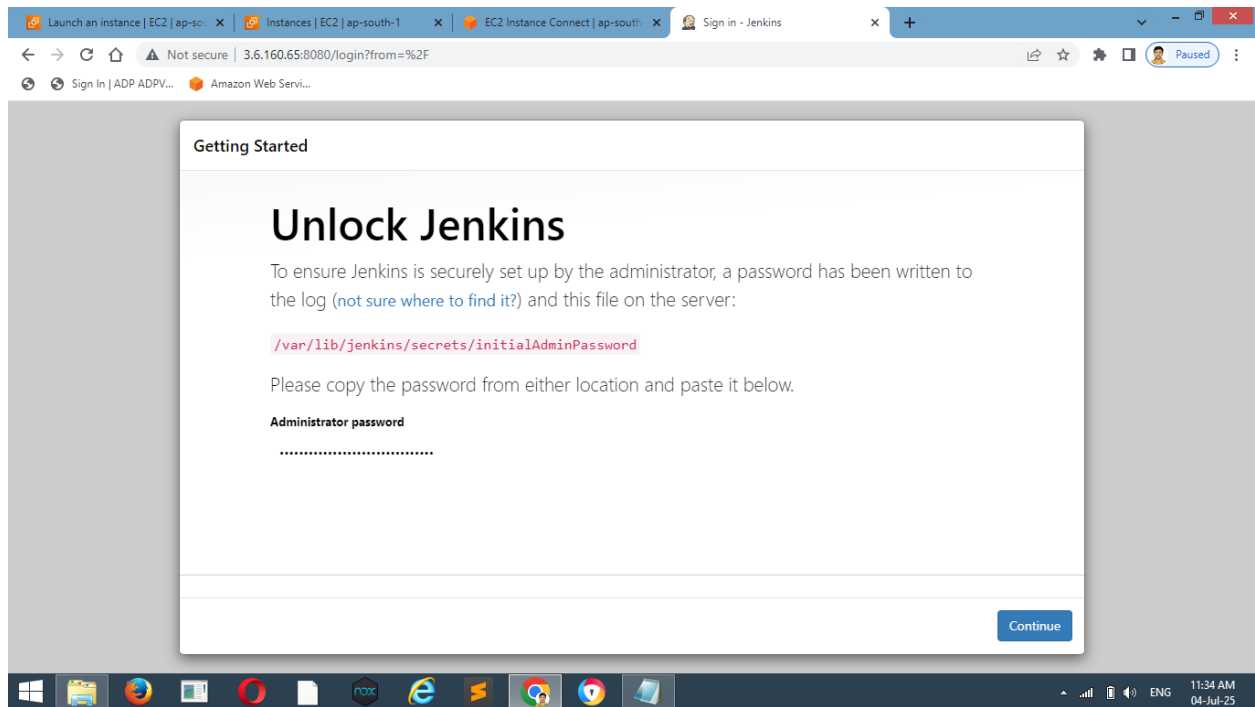 Launch an instance | EC2 | ap-sou
Instances | EC2 | ap-south-1
EC2 Instance Connect | ap-south
Sign in - Jenkins
Not secure
3.6.160.65:8080/login?from=%2F
Paused
Sign In | ADP ADPV...
Amazon Web Servi...
Getting Started
Unlock Jenkins
To ensure Jenkins is securely set up by the administrator, a password has been written to
the log (not sure where to find it?) and this file on the server:
/var/lib/jenkins/secrets/initialAdminPassword
Please copy the password from either location and paste it below.
Administrator password
Continue
nox
ENG
11:34 AM
04-Jul-25